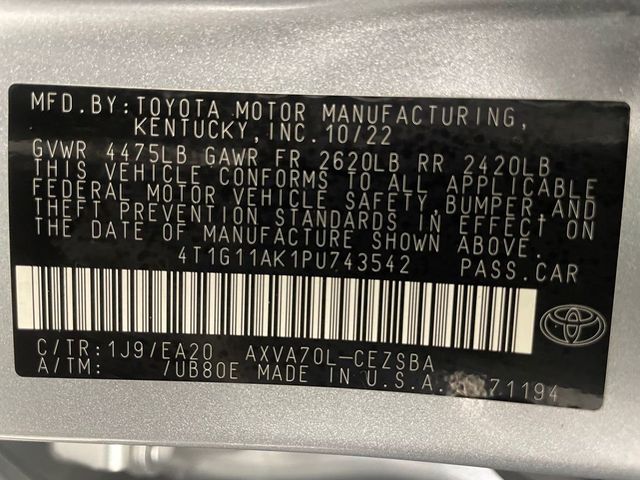 MFD.BY:TOYOTA MOTOR MANUFACTURING,
KENTUCKY,INC.10/22
GVWR 4475LB GAWR FR 2620LB RR 2420LB
THIS VEHICLE CONFORMS TO ALL APPLICABLE
FEDERAL MOTOR VEHICLE SAFETY,BUMPER,AND
THEFT PREVENTION STANDARDS IN EFFECT ON
THE DATE OF MANUFACTURE SHOWN ABOVE.
4T1G11AK1PU743542 PASS.CAR
C/TR:1J9/EA20 AXVA70L-CEZSBA
A/TM: /UB80E MADE IN U.S.A. 71194